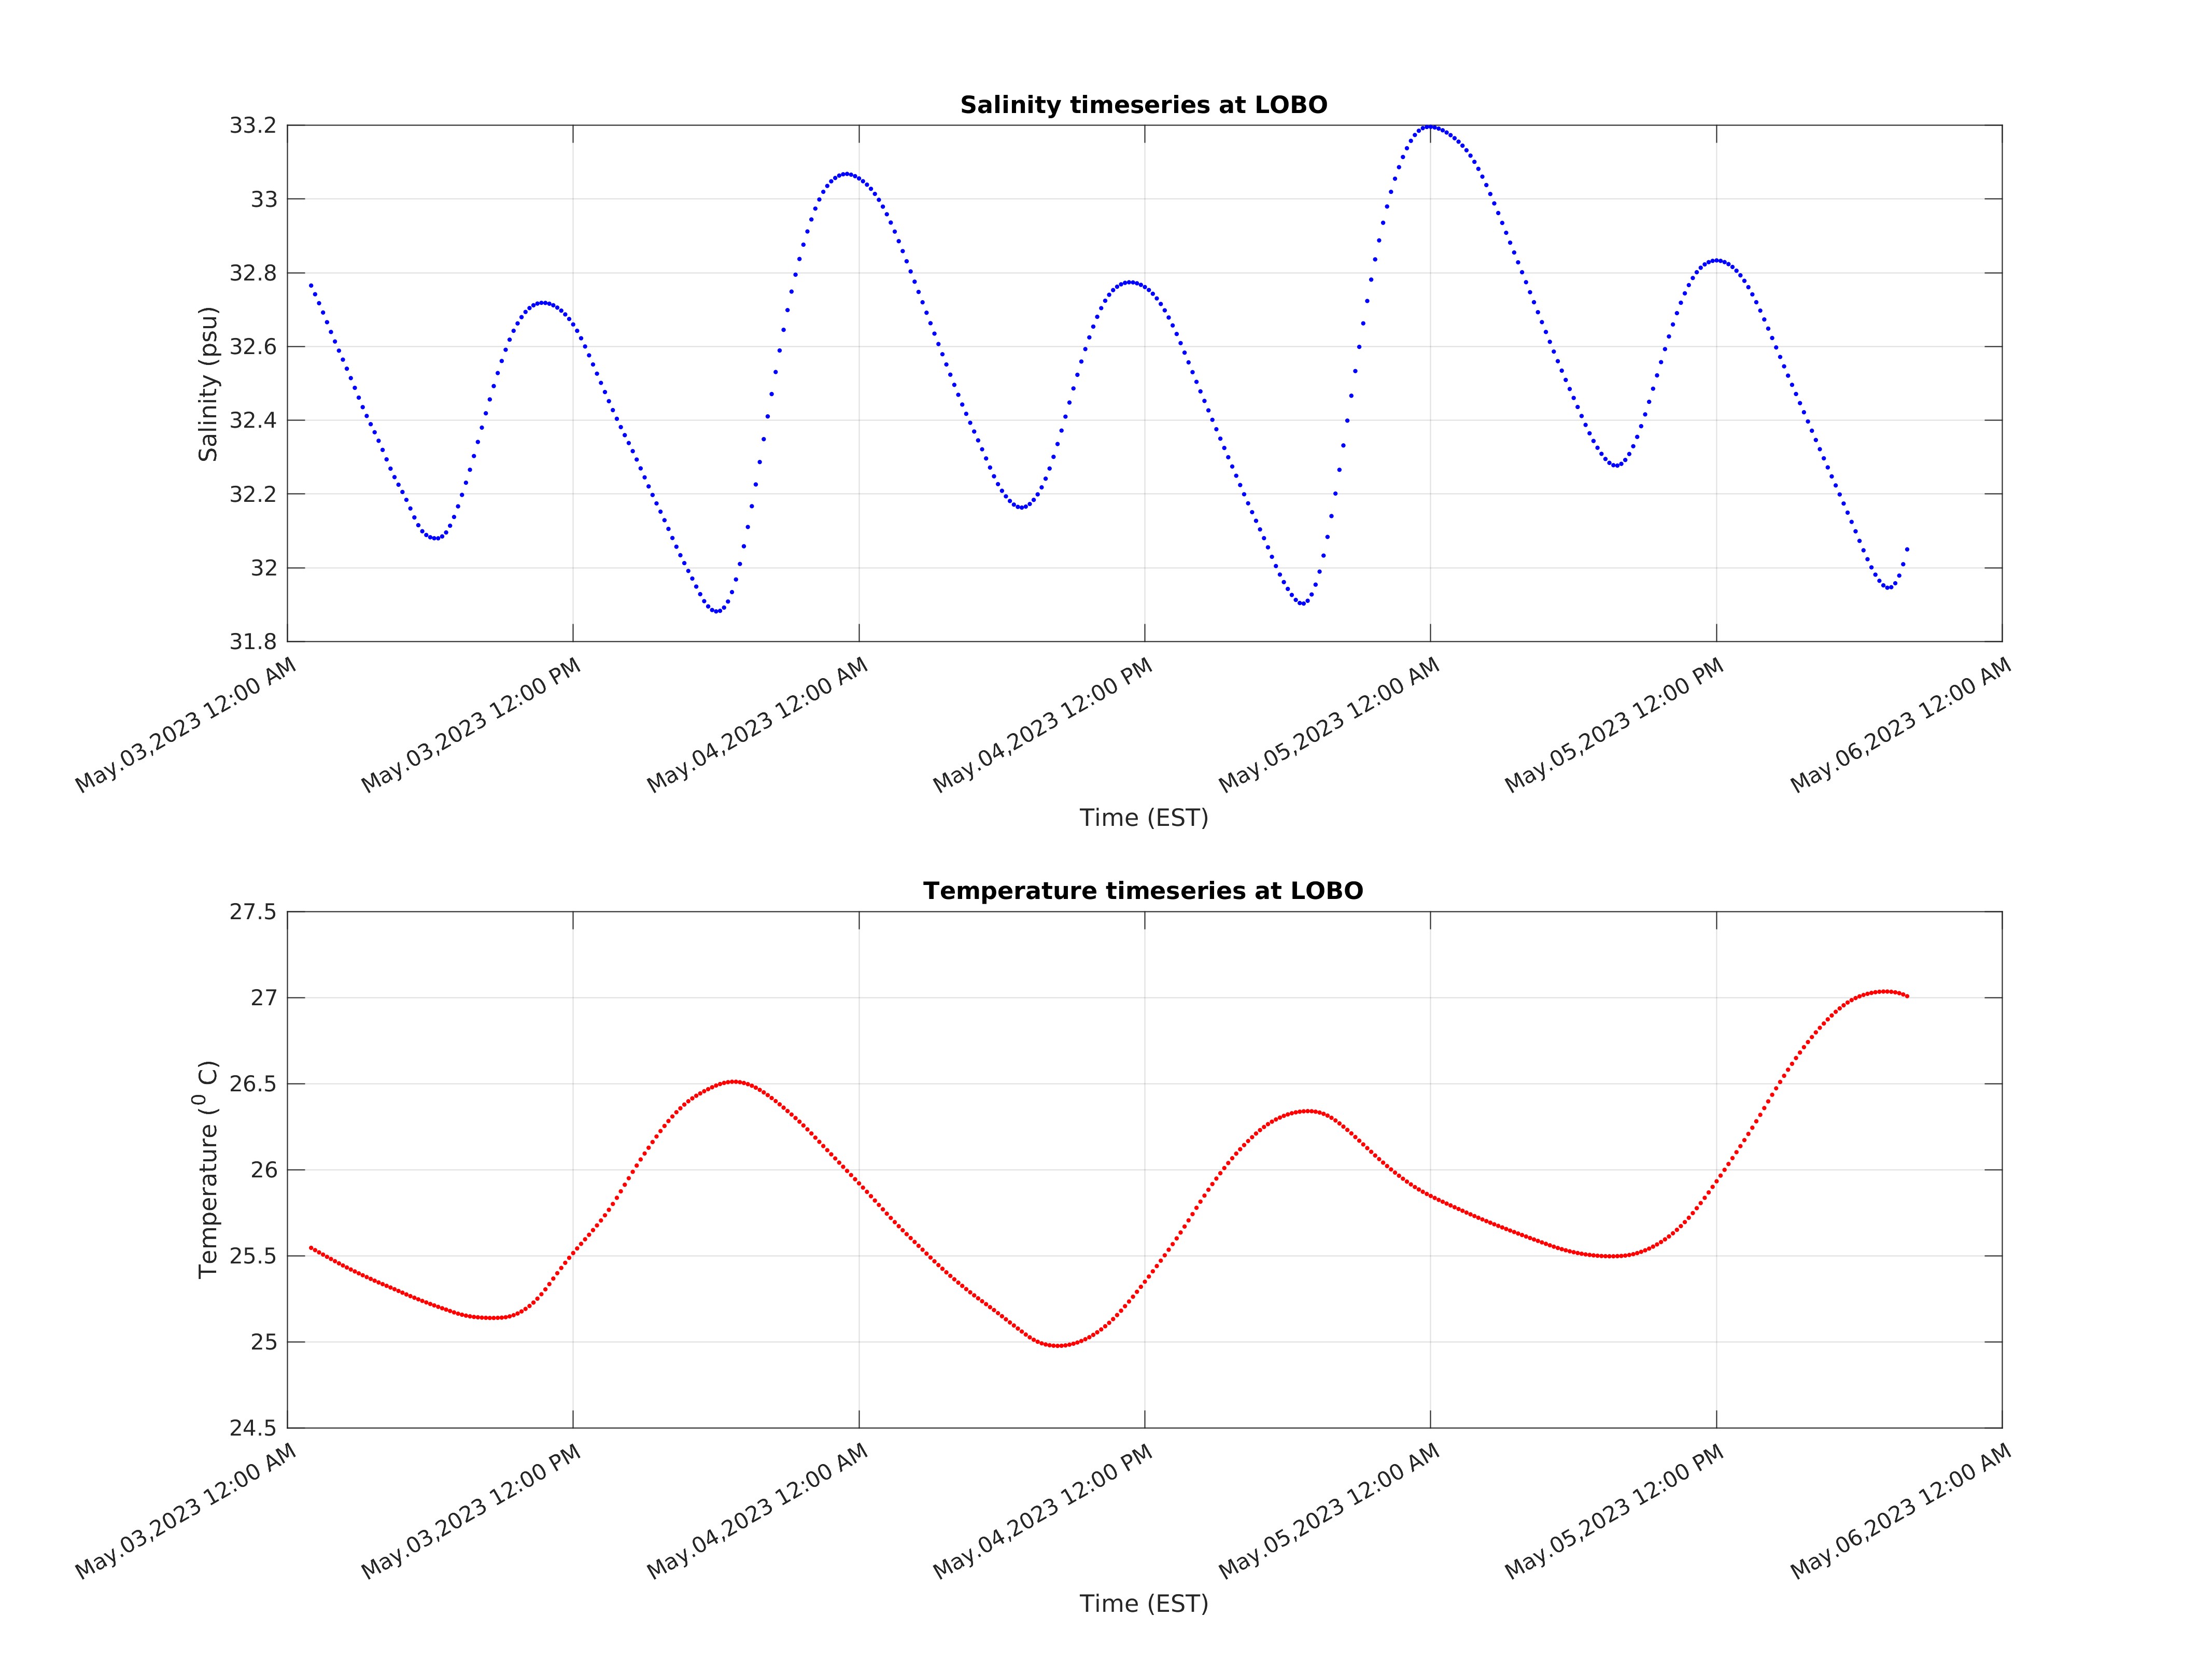 Salinity timeseries at LOBO
Salinity (psu)
33.2
33
32.8
32.6
32.4
32.2
32
31.8
May.03,2023 12:00 AM
May.03,2023 12:00 PM
May.04,2023 12:00 AM
May.04,2023 12:00 PM
May.05,2023 12:00 AM
May.05,2023 12:00 PM
May.06,2023 12:00 AM
Time (EST)
Temperature timeseries at LOBO
Temperature (⁰ C)
27.5
27
26.5
26
25.5
25
24.5
May.03,2023 12:00 AM
May.03,2023 12:00 PM
May.04,2023 12:00 AM
May.04,2023 12:00 PM
May.05,2023 12:00 AM
May.05,2023 12:00 PM
May.06,2023 12:00 AM
Time (EST)